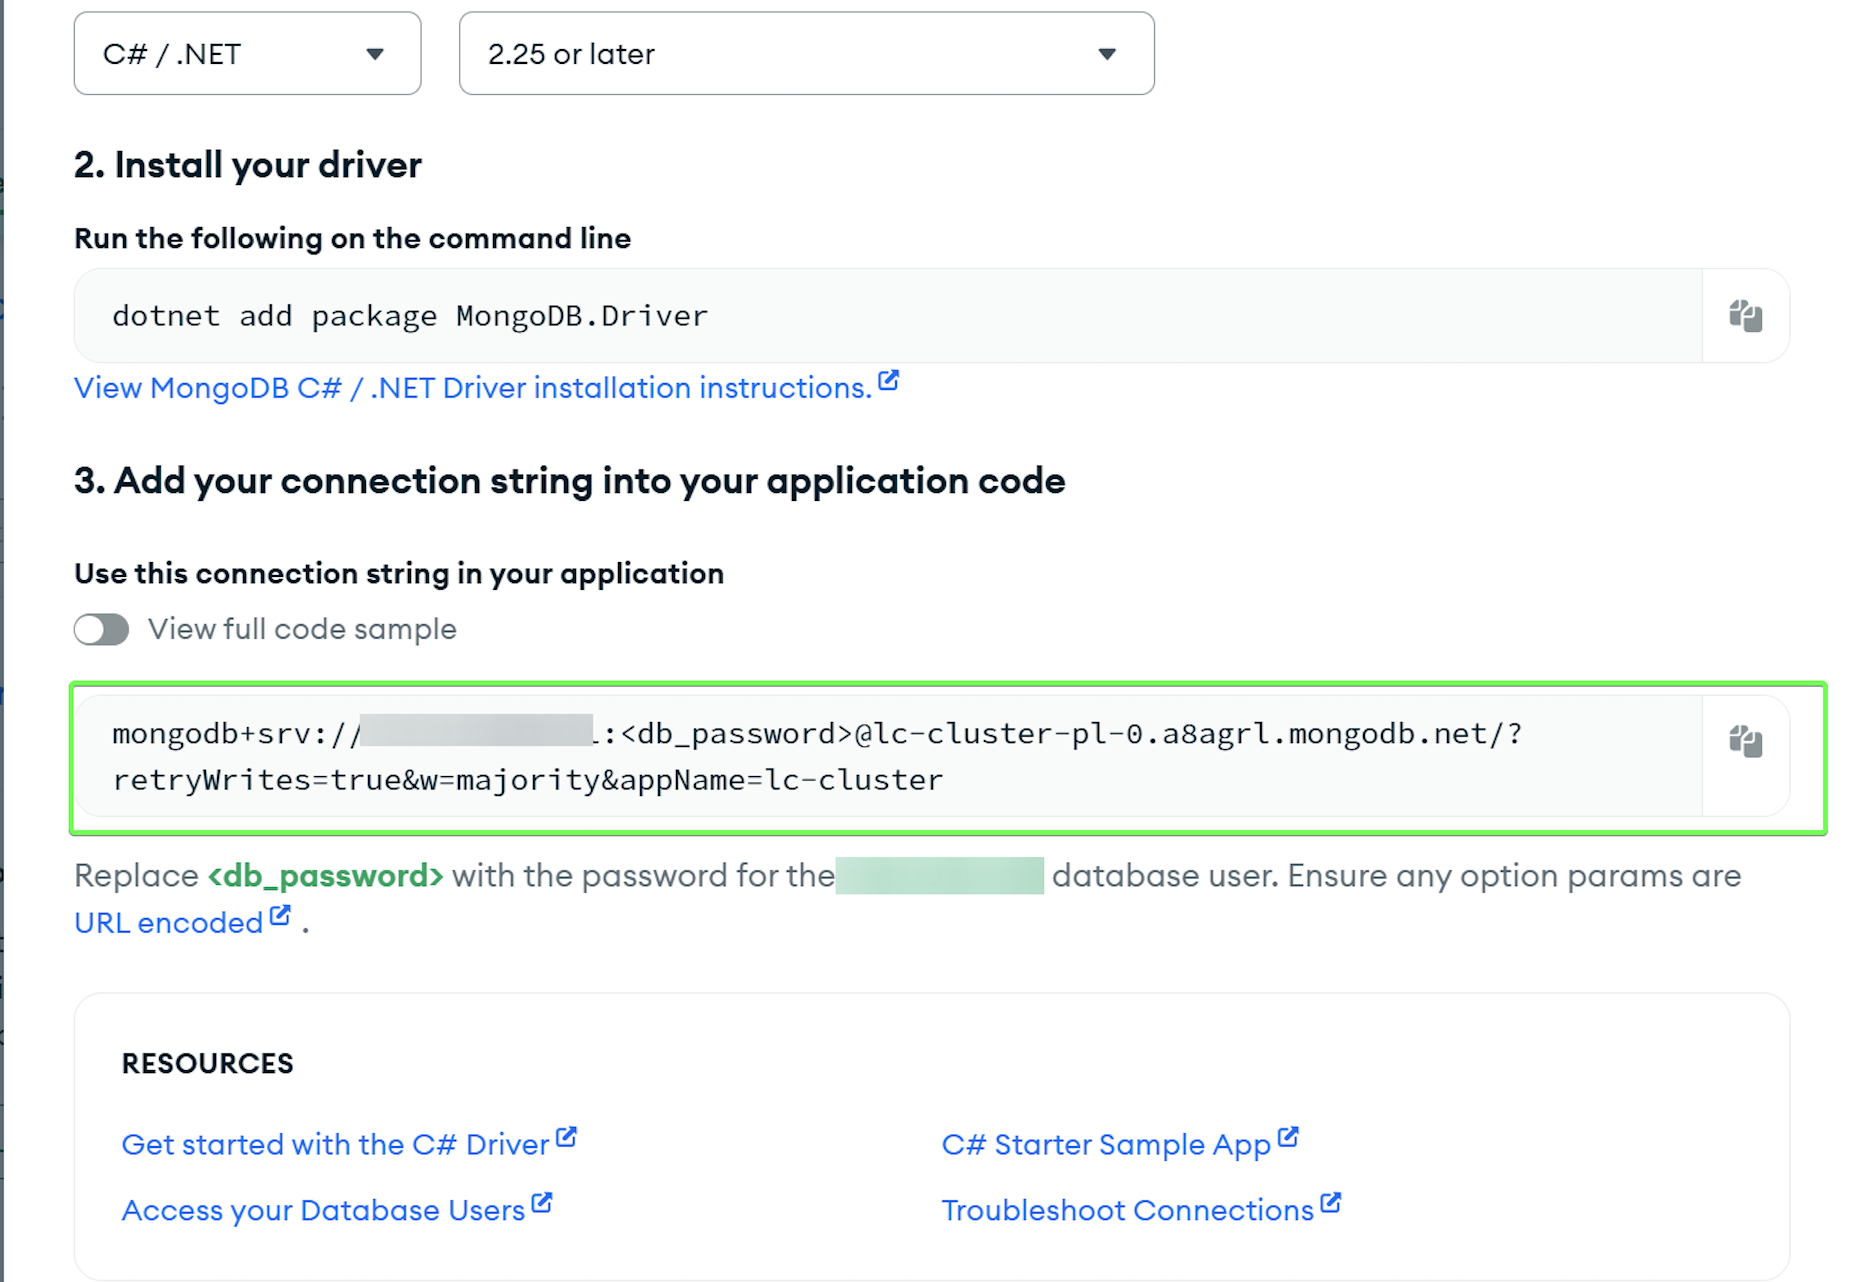 C# / .NET
2.25 or later
2. Install your driver
Run the following on the command line
dotnet add package MongoDB.Driver
View MongoDB C# / .NET Driver installation instructions.
3. Add your connection string into your application code
Use this connection string in your application
View full code sample
mongodb+srv:// :<db_password>@lc-cluster-pl-0.a8agrl.mongodb.net/?
retryWrites=true&w=majority&appName=lc-cluster
Replace <db_password> with the password for the database user. Ensure any option params are
URL encoded .
RESOURCES
Get started with the C# Driver
C# Starter Sample App
Access your Database Users
Troubleshoot Connections